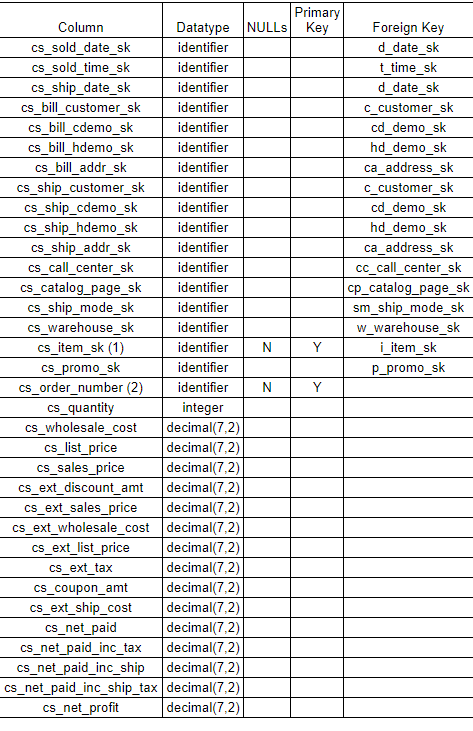 Column Datatype NULLs Primary Key Foreign Key
cs_sold_date_sk identifier d_date_sk
cs_sold_time_sk identifier t_time_sk
cs_ship_date_sk identifier d_date_sk
cs_bill_customer_sk identifier c_customer_sk
cs_bill_cdemo_sk identifier cd_demo_sk
cs_bill_hdemo_sk identifier hd_demo_sk
cs_bill_addr_sk identifier ca_address_sk
cs_ship_customer_sk identifier c_customer_sk
cs_ship_cdemo_sk identifier cd_demo_sk
cs_ship_hdemo_sk identifier hd_demo_sk
cs_ship_addr_sk identifier ca_address_sk
cs_call_center_sk identifier cc_call_center_sk
cs_catalog_page_sk identifier cp_catalog_page_sk
cs_ship_mode_sk identifier sm_ship_mode_sk
cs_warehouse_sk identifier w_warehouse_sk
cs_item_sk (1) identifier N Y i_item_sk
cs_promo_sk identifier p_promo_sk
cs_order_number (2) identifier N Y
cs_quantity integer
cs_wholesale_cost decimal(7,2)
cs_list_price decimal(7,2)
cs_sales_price decimal(7,2)
cs_ext_discount_amt decimal(7,2)
cs_ext_sales_price decimal(7,2)
cs_ext_wholesale_cost decimal(7,2)
cs_ext_list_price decimal(7,2)
cs_ext_tax decimal(7,2)
cs_coupon_amt decimal(7,2)
cs_ext_ship_cost decimal(7,2)
cs_net_paid decimal(7,2)
cs_net_paid_inc_tax decimal(7,2)
cs_net_paid_inc_ship decimal(7,2)
cs_net_paid_inc_ship_tax decimal(7,2)
cs_net_profit decimal(7,2)